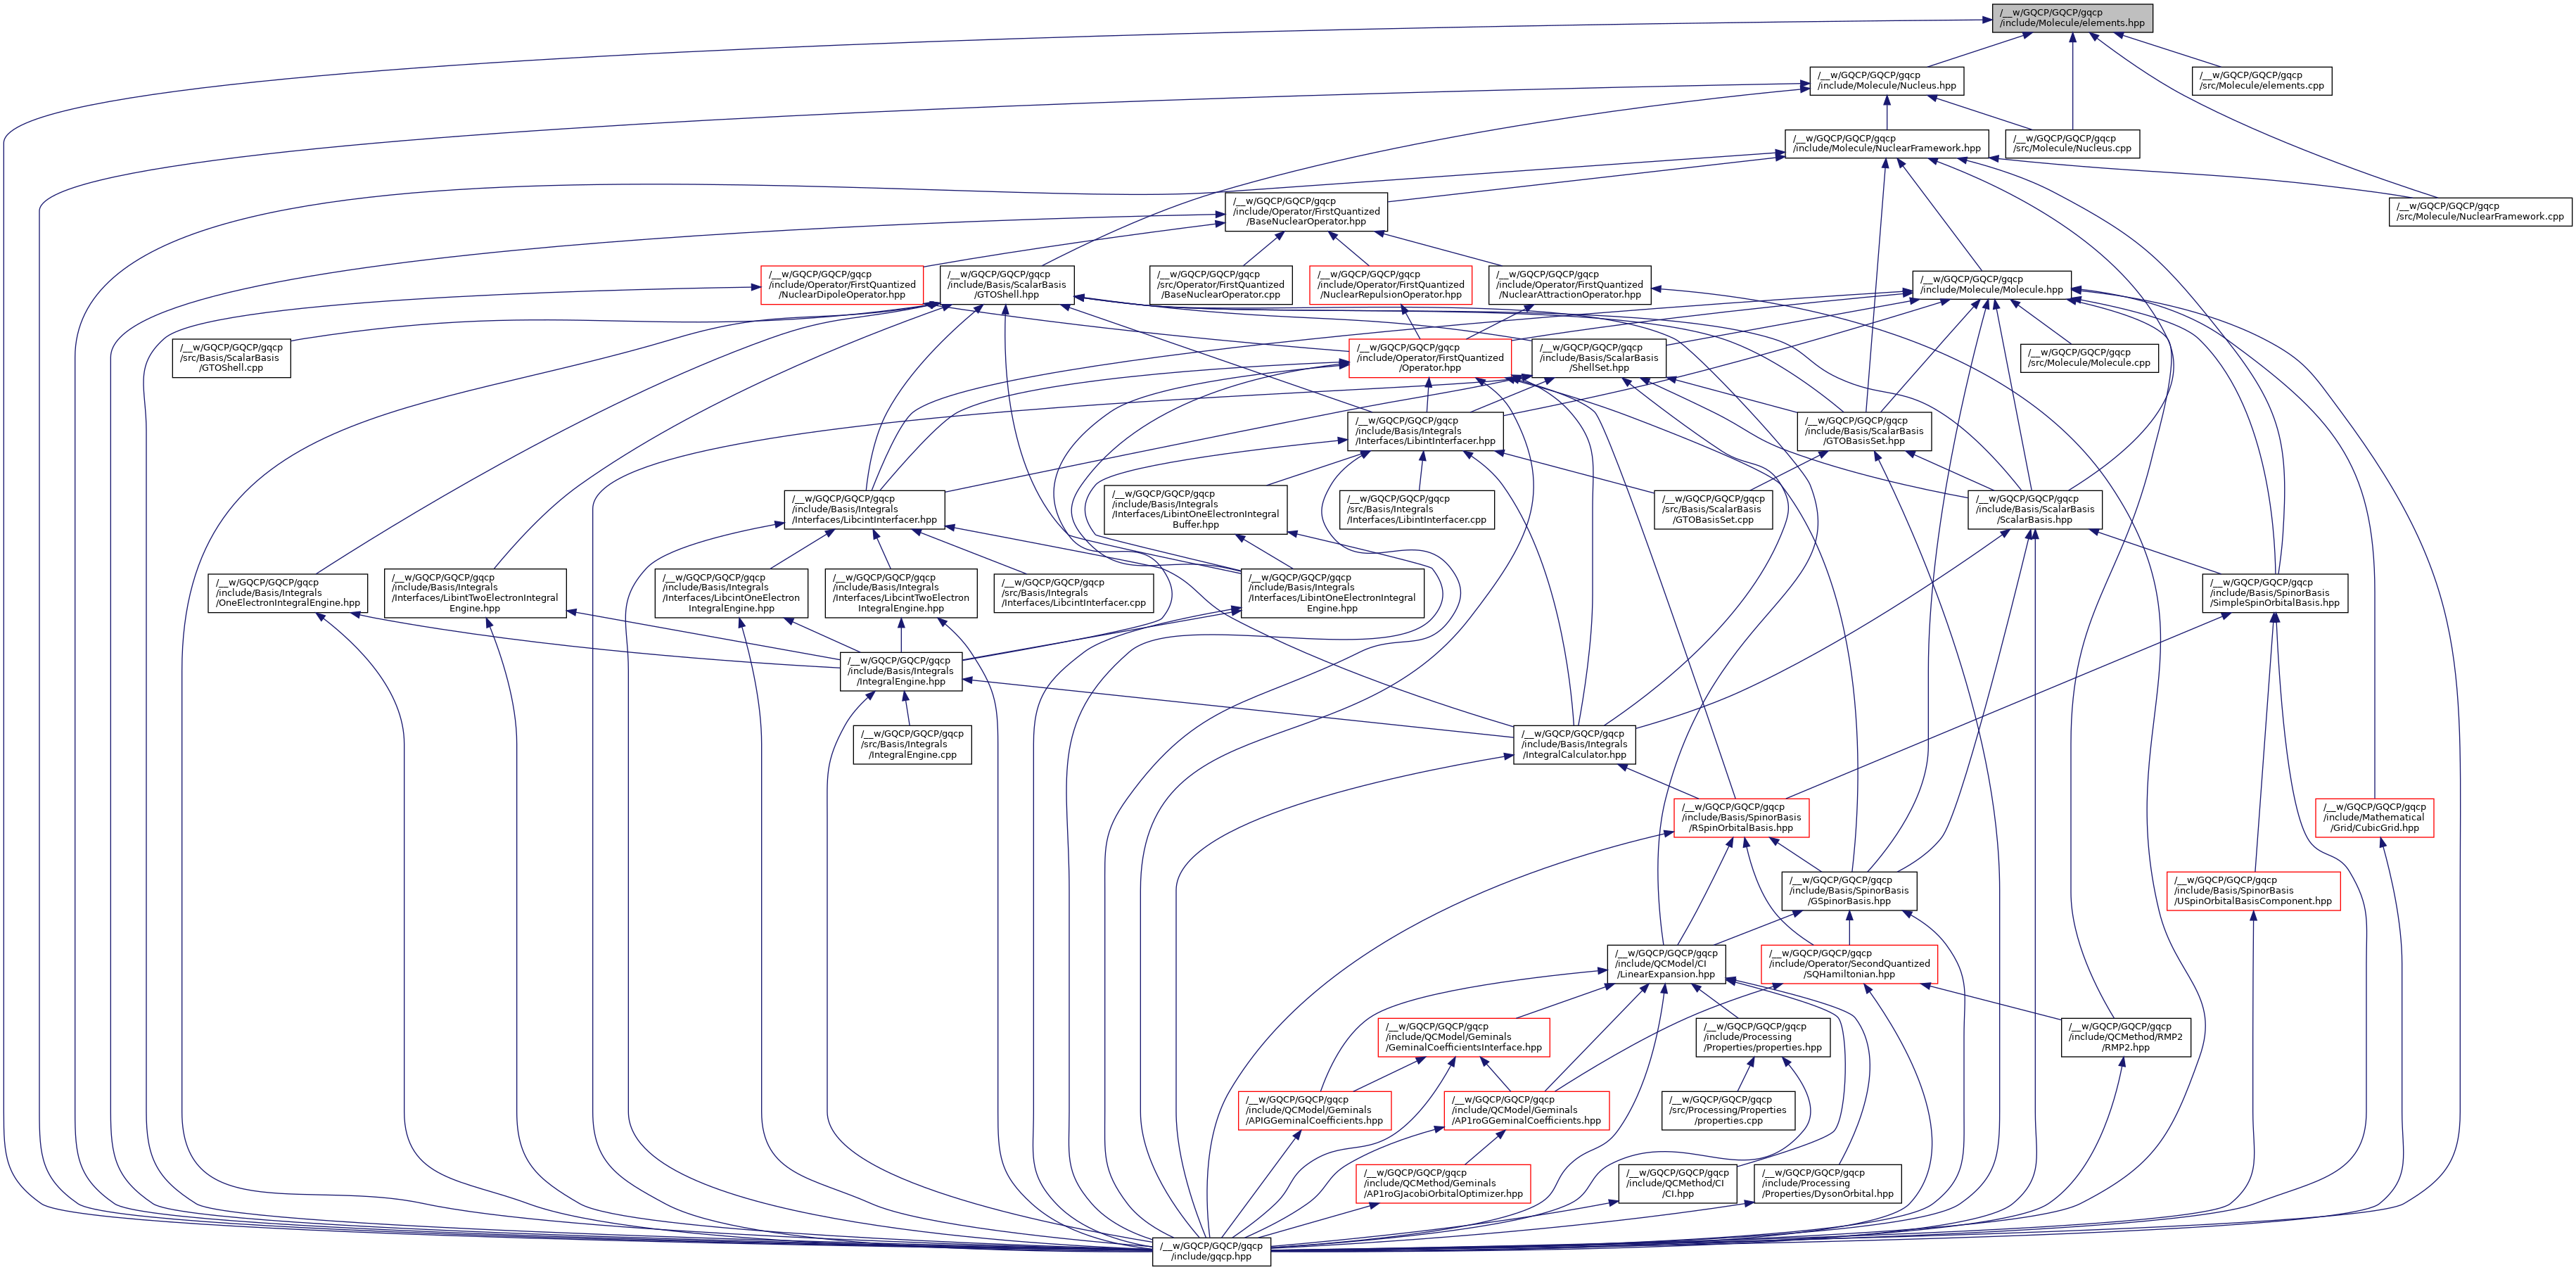 /__w/GQCP/GQCP/gqcp
/include/Molecule/elements.hpp
/__w/GQCP/GQCP/gqcp
/include/Molecule/Nucleus.hpp
/__w/GQCP/GQCP/gqcp
/src/Molecule/elements.cpp
/__w/GQCP/GQCP/gqcp
/include/Molecule/NuclearFramework.hpp
/__w/GQCP/GQCP/gqcp
/src/Molecule/Nucleus.cpp
/__w/GQCP/GQCP/gqcp
/include/Operator/FirstQuantized
/BaseNuclearOperator.hpp
/__w/GQCP/GQCP/gqcp
/src/Molecule/NuclearFramework.cpp
/__w/GQCP/GQCP/gqcp
/include/Operator/FirstQuantized
/NuclearDipoleOperator.hpp
/__w/GQCP/GQCP/gqcp
/include/Basis/ScalarBasis
/GTOShell.hpp
/__w/GQCP/GQCP/gqcp
/src/Operator/FirstQuantized
/BaseNuclearOperator.cpp
/__w/GQCP/GQCP/gqcp
/include/Operator/FirstQuantized
/NuclearRepulsionOperator.hpp
/__w/GQCP/GQCP/gqcp
/include/Operator/FirstQuantized
/NuclearAttractionOperator.hpp
/__w/GQCP/GQCP/gqcp
/include/Molecule/Molecule.hpp
/__w/GQCP/GQCP/gqcp
/src/Basis/ScalarBasis
/GTOShell.cpp
/__w/GQCP/GQCP/gqcp
/include/Operator/FirstQuantized
/Operator.hpp
/__w/GQCP/GQCP/gqcp
/include/Basis/ScalarBasis
/ShellSet.hpp
/__w/GQCP/GQCP/gqcp
/src/Molecule/Molecule.cpp
/__w/GQCP/GQCP/gqcp
/include/Basis/Integrals
/Interfaces/LibintInterfacer.hpp
/__w/GQCP/GQCP/gqcp
/include/Basis/ScalarBasis
/GTOBasisSet.hpp
/__w/GQCP/GQCP/gqcp
/include/Basis/Integrals
/Interfaces/LibcintInterfacer.hpp
/__w/GQCP/GQCP/gqcp
/include/Basis/Integrals
/Interfaces/LibintOneElectronIntegral
Buffer.hpp
/__w/GQCP/GQCP/gqcp
/src/Basis/Integrals
/Interfaces/LibintInterfacer.cpp
/__w/GQCP/GQCP/gqcp
/src/Basis/ScalarBasis
/GTOBasisSet.cpp
/__w/GQCP/GQCP/gqcp
/include/Basis/ScalarBasis
/ScalarBasis.hpp
/__w/GQCP/GQCP/gqcp
/include/Basis/Integrals
/OneElectronIntegralEngine.hpp
/__w/GQCP/GQCP/gqcp
/include/Basis/Integrals
/Interfaces/LibintTwoElectronIntegral
Engine.hpp
/__w/GQCP/GQCP/gqcp
/include/Basis/Integrals
/Interfaces/LibcintOneElectron
IntegralEngine.hpp
/__w/GQCP/GQCP/gqcp
/include/Basis/Integrals
/Interfaces/LibcintTwoElectron
IntegralEngine.hpp
/__w/GQCP/GQCP/gqcp
/src/Basis/Integrals
/Interfaces/LibcintInterfacer.cpp
/__w/GQCP/GQCP/gqcp
/include/Basis/Integrals
/Interfaces/LibintOneElectronIntegral
Engine.hpp
/__w/GQCP/GQCP/gqcp
/include/Basis/SpinorBasis
/SimpleSpinOrbitalBasis.hpp
/__w/GQCP/GQCP/gqcp
/include/Basis/Integrals
/IntegralEngine.hpp
/__w/GQCP/GQCP/gqcp
/src/Basis/Integrals
/IntegralEngine.cpp
/__w/GQCP/GQCP/gqcp
/include/Basis/Integrals
/IntegralCalculator.hpp
/__w/GQCP/GQCP/gqcp
/include/Basis/SpinorBasis
/RSpinOrbitalBasis.hpp
/__w/GQCP/GQCP/gqcp
/include/Mathematical
/Grid/CubicGrid.hpp
/__w/GQCP/GQCP/gqcp
/include/Basis/SpinorBasis
/GSpinorBasis.hpp
/__w/GQCP/GQCP/gqcp
/include/Basis/SpinorBasis
/USpinOrbitalBasisComponent.hpp
/__w/GQCP/GQCP/gqcp
/include/QCModel/CI
/LinearExpansion.hpp
/__w/GQCP/GQCP/gqcp
/include/Operator/SecondQuantized
/SQHamiltonian.hpp
/__w/GQCP/GQCP/gqcp
/include/QCModel/Geminals
/GeminalCoefficientsInterface.hpp
/__w/GQCP/GQCP/gqcp
/include/Processing
/Properties/properties.hpp
/__w/GQCP/GQCP/gqcp
/include/QCMethod/RMP2
/RMP2.hpp
/__w/GQCP/GQCP/gqcp
/include/QCModel/Geminals
/APIGGeminalCoefficients.hpp
/__w/GQCP/GQCP/gqcp
/include/QCModel/Geminals
/AP1roGGeminalCoefficients.hpp
/__w/GQCP/GQCP/gqcp
/src/Processing/Properties
/properties.cpp
/__w/GQCP/GQCP/gqcp
/include/QCMethod/Geminals
/AP1roGJacobiOrbitalOptimizer.hpp
/__w/GQCP/GQCP/gqcp
/include/QCMethod/CI
/CI.hpp
/__w/GQCP/GQCP/gqcp
/include/Processing
/Properties/DysonOrbital.hpp
/__w/GQCP/GQCP/gqcp
/include/gqcp.hpp